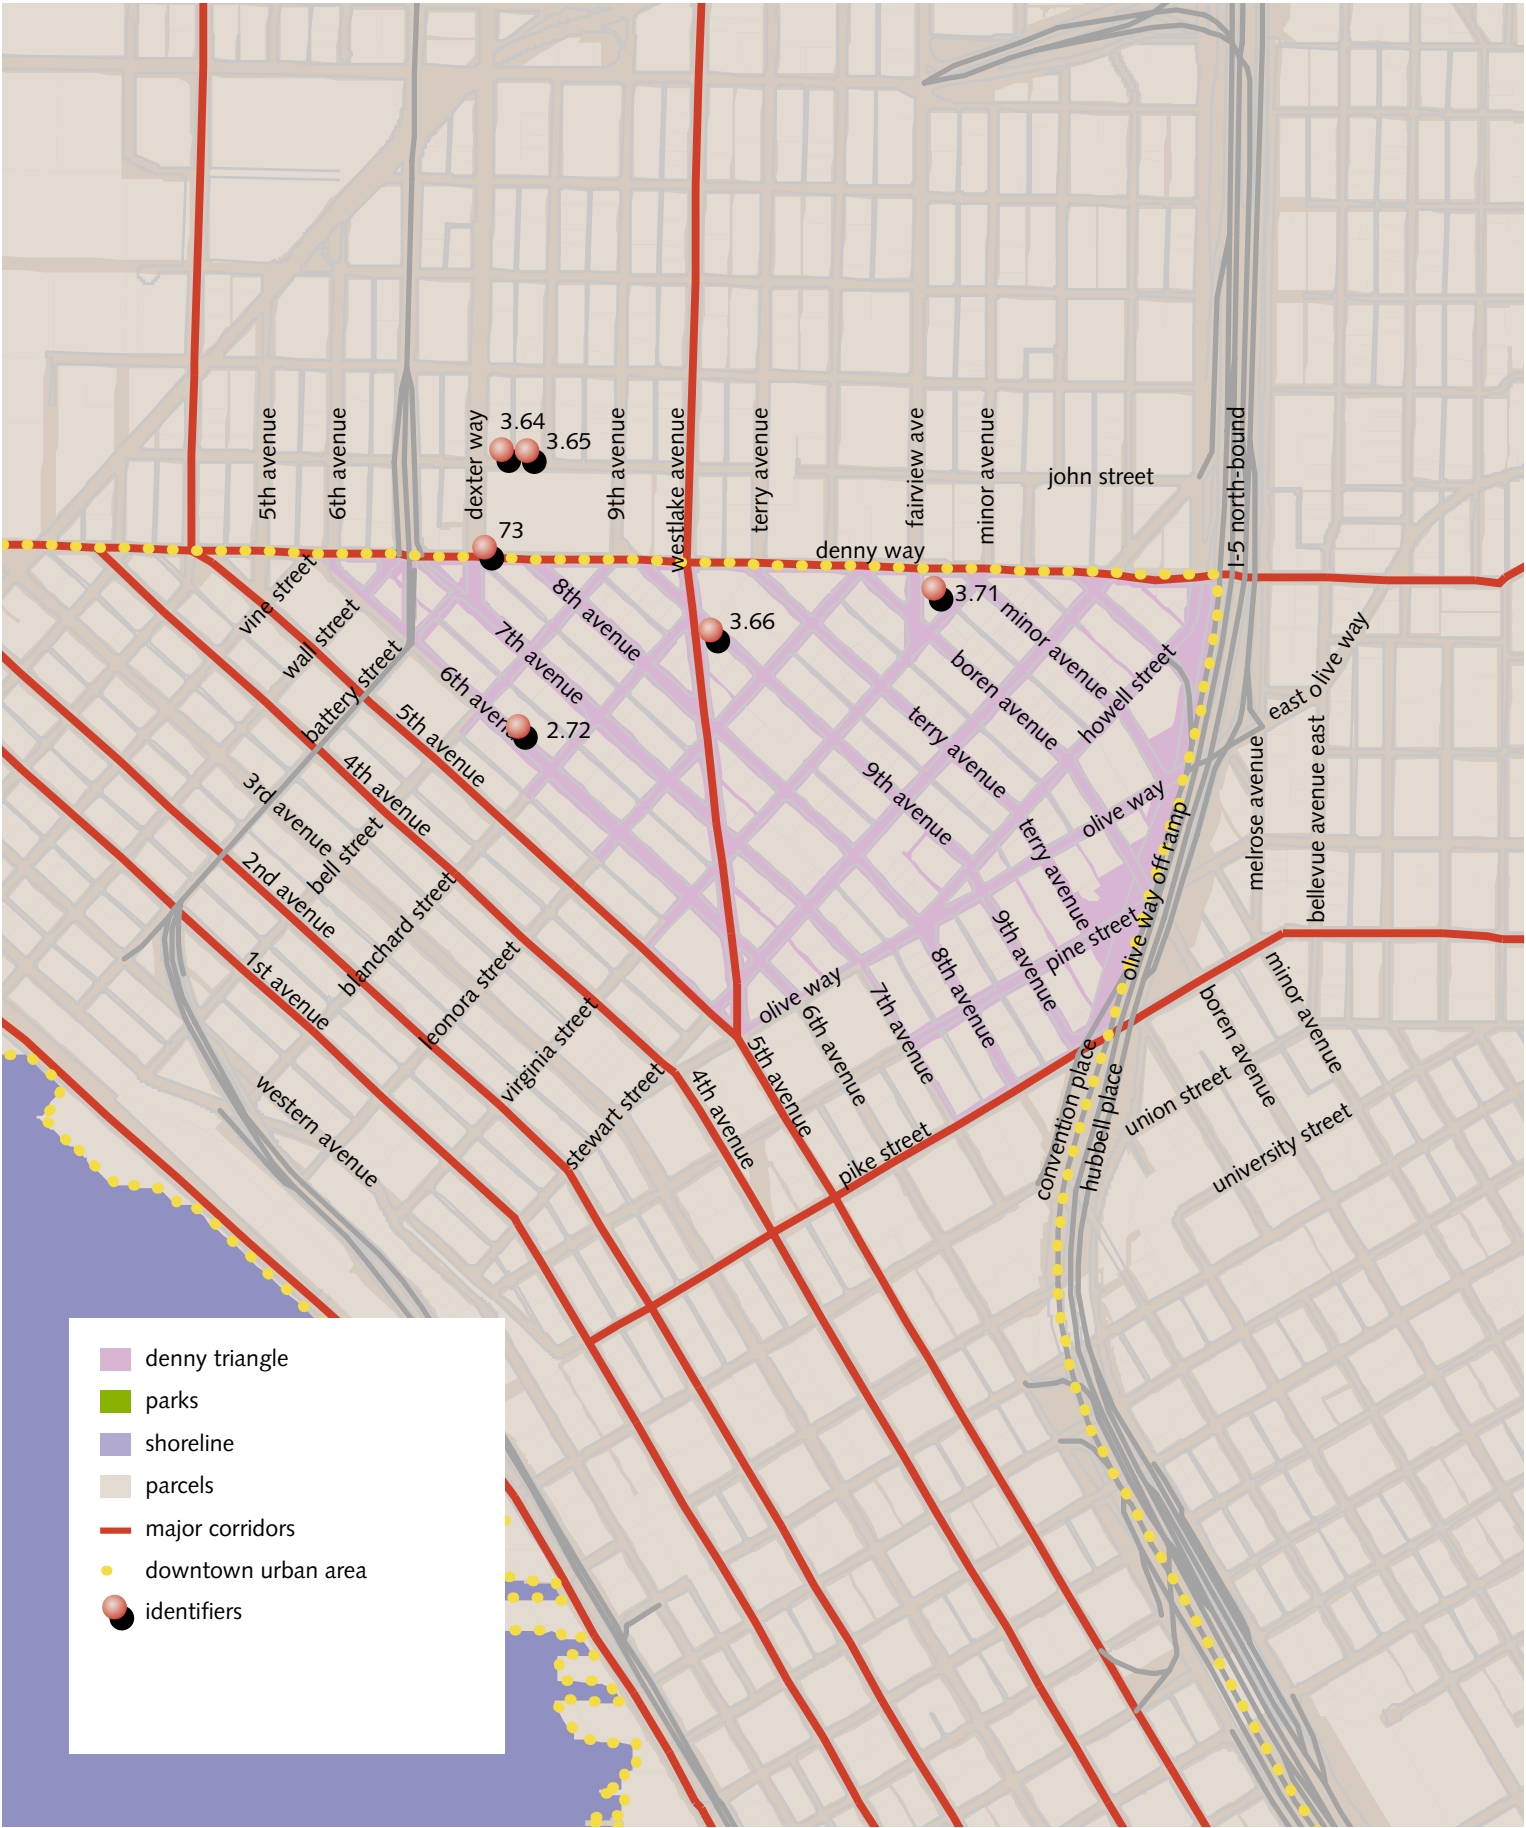 3.64
3.65
5th avenue
6th avenue
dexter way
9th avenue
westlake avenue
terry avenue
fairview ave
minor avenue
john street
I-5 north-bound
73
denny way
vine street
wall street
battery street
8th avenue
7th avenue
6th avenue
3.66
3.71
minor avenue
boren avenue
howell street
east olive way
2.72
5th avenue
4th avenue
3rd avenue
bell street
2nd avenue
blanchard street
1st avenue
leonora street
virginia street
western avenue
stewart street
terry avenue
9th avenue
olive way
terry avenue
olive way off ramp
melrose avenue
bellevue avenue east
9th avenue
pine street
8th avenue
olive way
7th avenue
6th avenue
5th avenue
4th avenue
pike street
convention place
hubbell place
minor avenue
boren avenue
union street
university street
denny triangle
parks
shoreline
parcels
major corridors
downtown urban area
identifiers